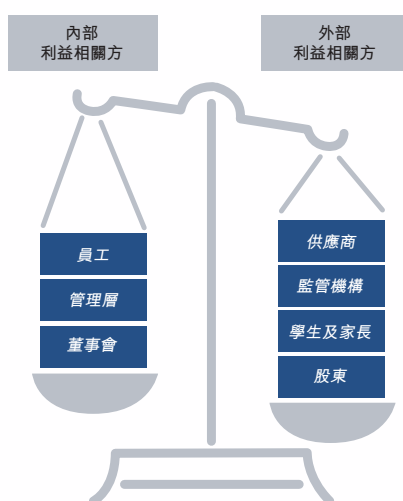 內部
利益相關方
外部
利益相關方
員工
管理層
董事會
供應商
監管機構
學生及家長
股東